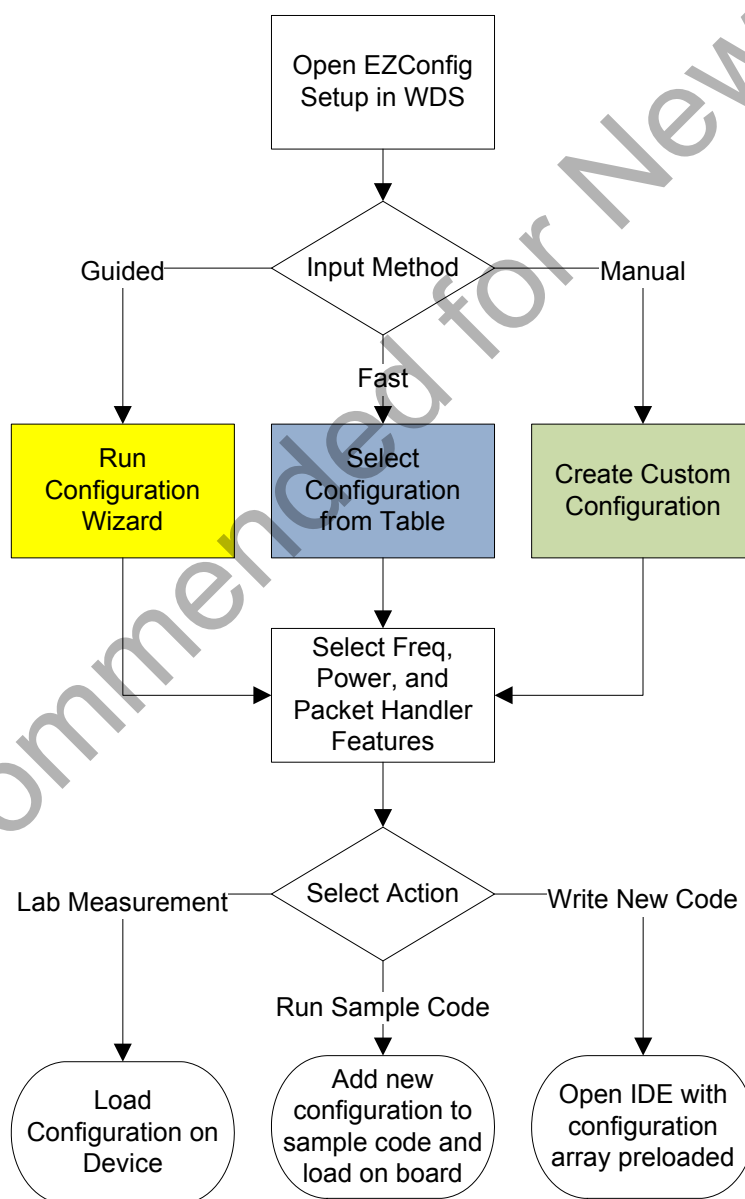 Open EZConfig
Setup in WDS
Input Method
Guided
Manual
Fast
Run
Configuration
Wizard
Select
Configuration
from Table
Create Custom
Configuration
Select Freq,
Power, and
Packet Handler
Features
Select Action
Lab Measurement
Write New Code
Run Sample Code
Load
Configuration on
Device
Add new
configuration to
sample code and
load on board
Open IDE with
configuration
array preloaded
ommended for New